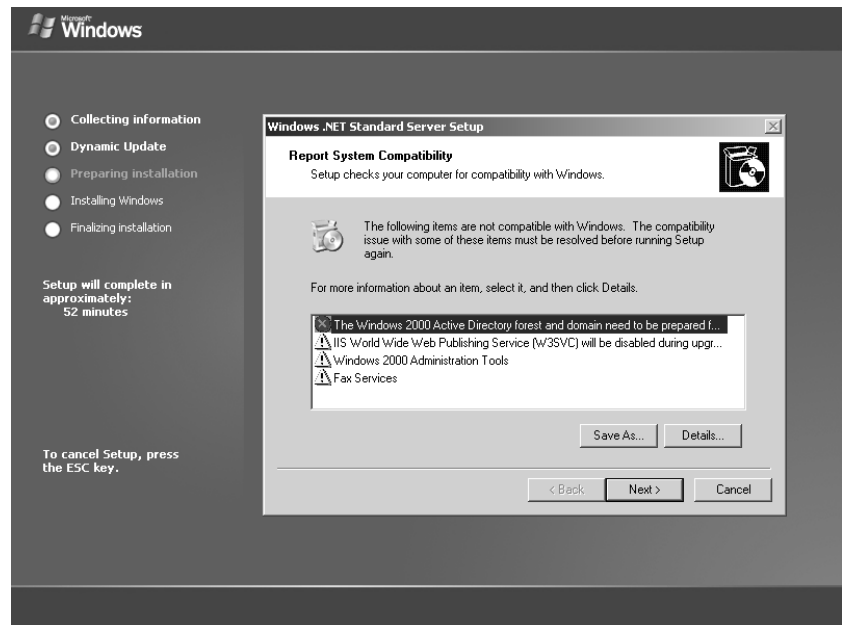 Microsoft
Windows
Collecting information
Dynamic Update
Preparing installation
Installing Windows
Finalizing installation
Setup will complete in
approximately:
52 minutes
To cancel Setup, press
the ESC key.
Windows .NET Standard Server Setup
Report System Compatibility
Setup checks your computer for compatibility with Windows.
The following items are not compatible with Windows. The compatibility
issue with some of these items must be resolved before running Setup
again.
For more information about an item, select it, and then click Details.
The Windows 2000 Active Directory forest and domain need to be prepared f...
IIS World Wide Web Publishing Service (W3SVC) will be disabled during upgr...
Windows 2000 Administration Tools
Fax Services
Save As... Details...
< Back Next > Cancel